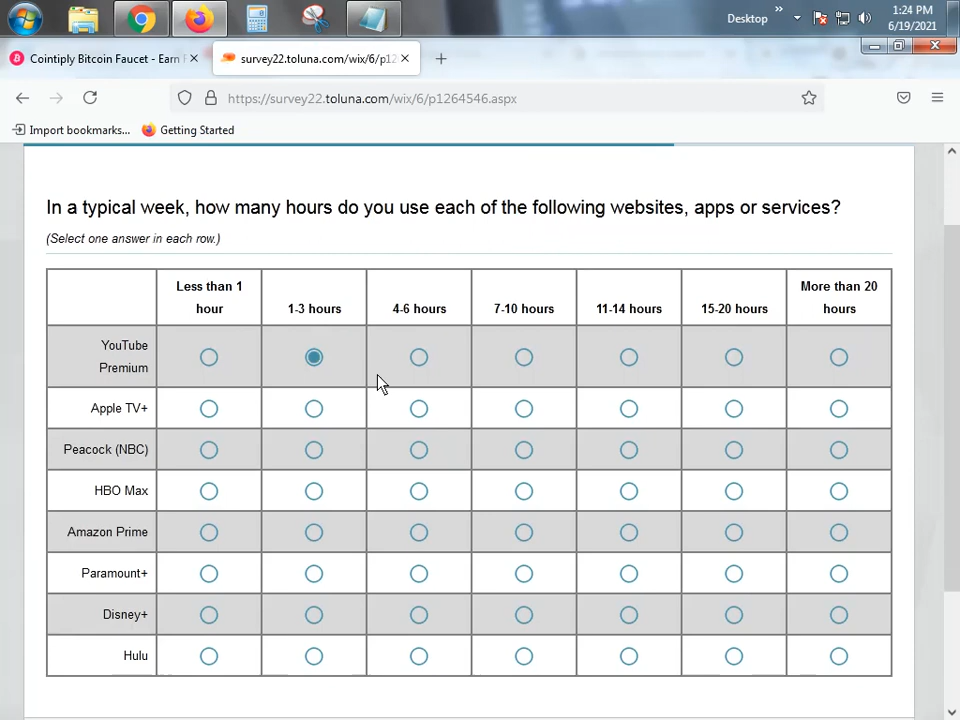 Desktop
»
1:24 PM
6/19/2021
Cointiply Bitcoin Faucet - Earn F
survey22.toluna.com/wix/6/p12
https://survey22.toluna.com/wix/6/p1264546.aspx
Import bookmarks...
Getting Started
In a typical week, how many hours do you use each of the following websites, apps or services?
(Select one answer in each row.)
Less than 1
hour
1-3 hours
4-6 hours
7-10 hours
11-14 hours
15-20 hours
More than 20
hours
YouTube
Premium
Apple TV+
Peacock (NBC)
HBO Max
Amazon Prime
Paramount+
Disney+
Hulu